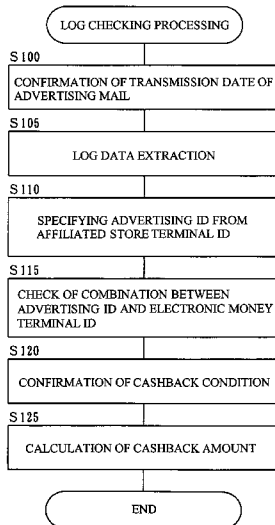 LOG CHECKING PROCESSING
S100
CONFIRMATION OF TRANSMISSION DATE OF
ADVERTISING MAIL
S105
LOG DATA EXTRACTION
S110
SPECIFYING ADVERTISING ID FROM
AFFILIATED STORE TERMINAL ID
S115
CHECK OF COMBINATION BETWEEN
ADVERTISING ID AND ELECTRONIC MONEY
TERMINAL ID
S120
CONFIRMATION OF CASHBACK CONDITION
S125
CALCULATION OF CASHBACK AMOUNT
END